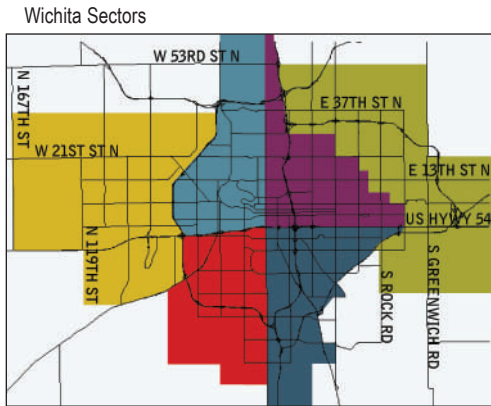 Wichita Sectors
W 53RD ST N
N 167TH ST
E 37TH ST N
W 21ST ST N
E 13TH ST N
US HYWY 54
N 119TH ST
S ROCK RD
S GREENWICH RD